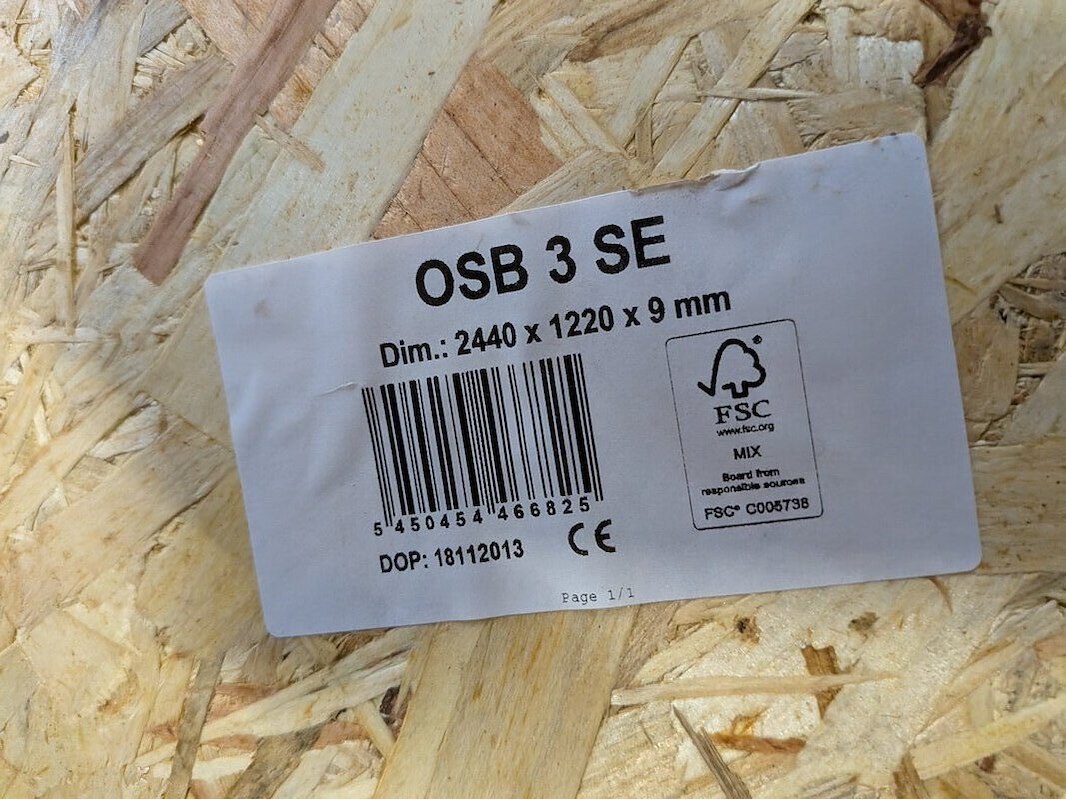 OSB 3 SE
Dim.: 2440 x 1220 x 9 mm
5 450454 466825
DOP: 18112013
CE
®
FSC
www.fsc.org
MIX
Board from
responsible sources
FSC® C005738
Page 1/1